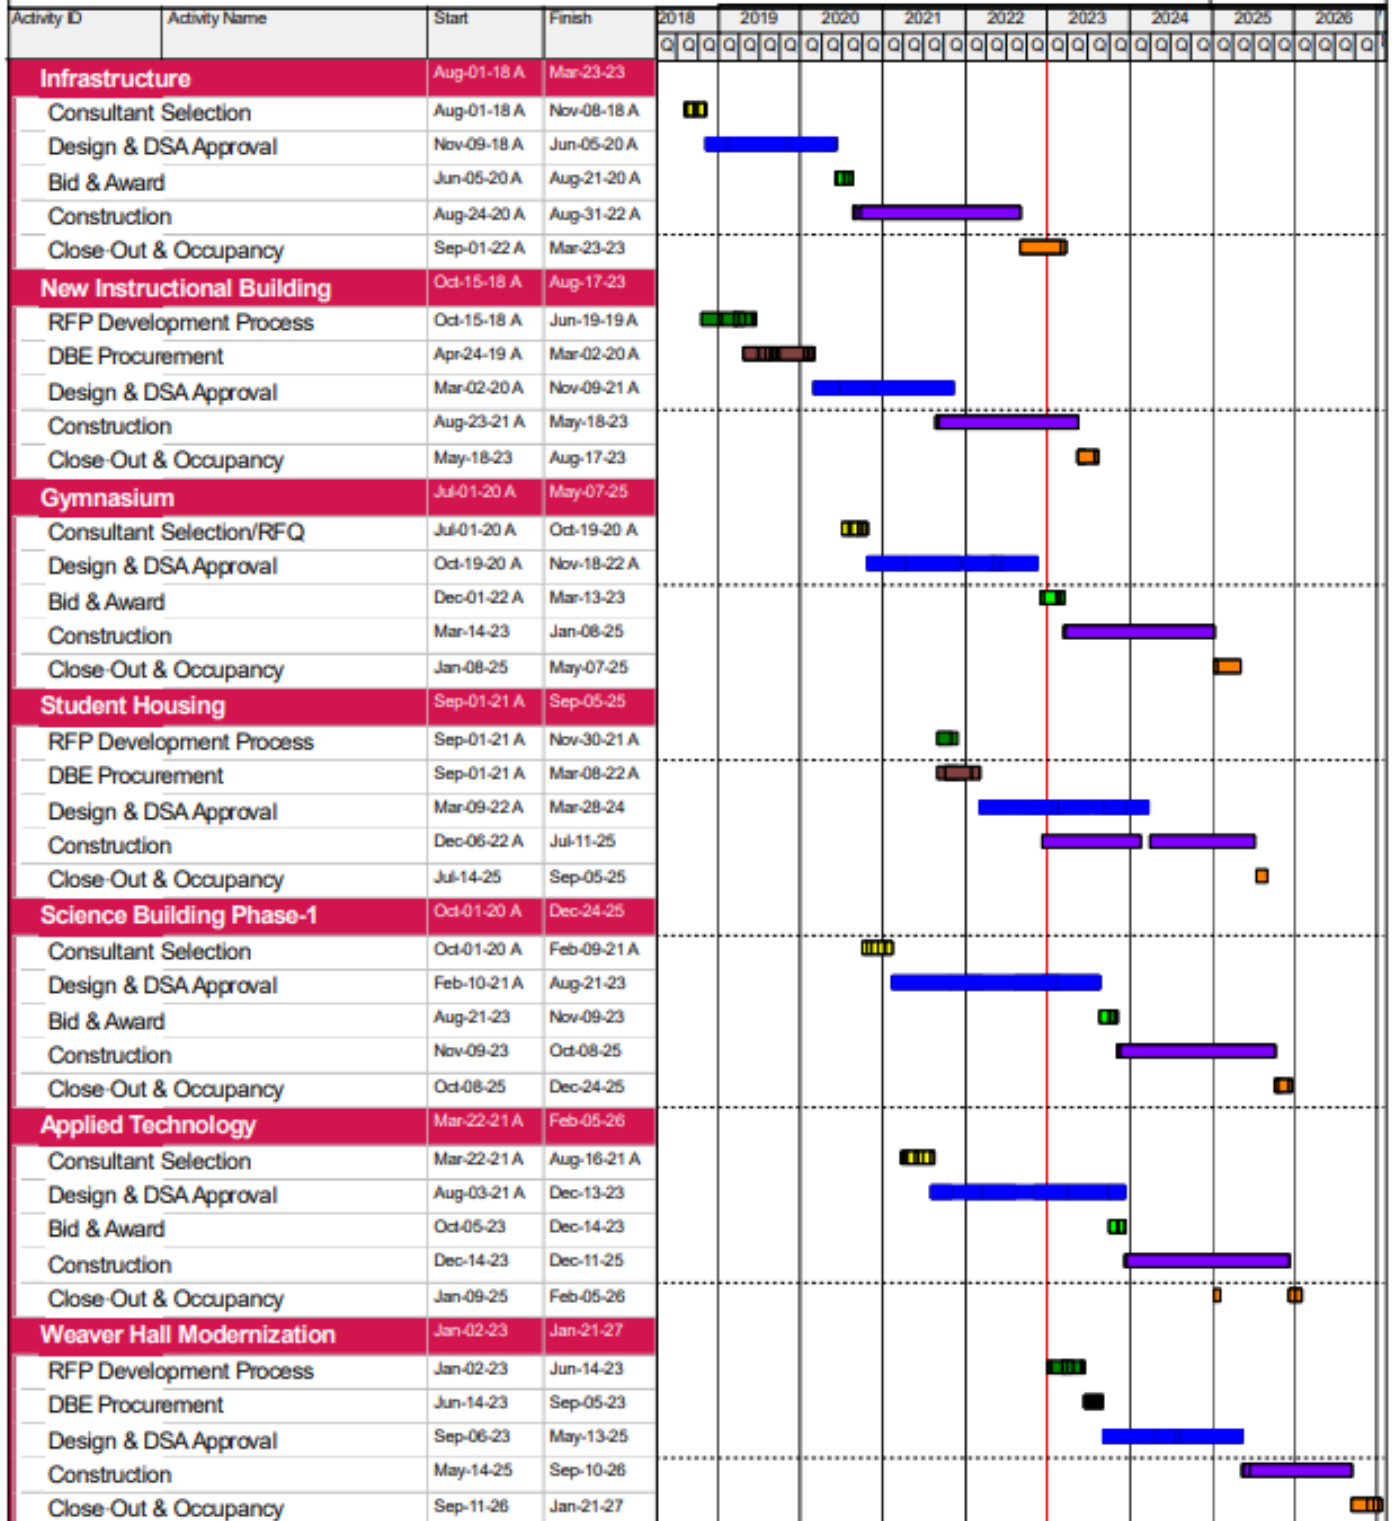 Activity ID Activity Name Start Finish 2018 2019 2020 2021 2022 2023 2024 2025 2026
Q Q Q Q Q Q Q Q Q Q Q Q Q Q Q Q Q Q Q Q Q Q Q Q Q Q Q Q Q Q Q Q Q Q Q
Infrastructure Aug-01-18 A Mar-23-23
Consultant Selection Aug-01-18 A Nov-08-18 A
Design & DSA Approval Nov-09-18 A Jun-05-20 A
Bid & Award Jun-05-20 A Aug-21-20 A
Construction Aug-24-20 A Aug-31-22 A
Close-Out & Occupancy Sep-01-22 A Mar-23-23
New Instructional Building Oct-15-18 A Aug-17-23
RFP Development Process Oct-15-18 A Jun-19-19 A
DBE Procurement Apr-24-19 A Mar-02-20 A
Design & DSA Approval Mar-02-20 A Nov-09-21 A
Construction Aug-23-21 A May-18-23
Close-Out & Occupancy May-18-23 Aug-17-23
Gymnasium Jul-01-20 A May-07-25
Consultant Selection/RFQ Jul-01-20 A Oct-19-20 A
Design & DSA Approval Oct-19-20 A Nov-18-22 A
Bid & Award Dec-01-22 A Mar-13-23
Construction Mar-14-23 Jan-08-25
Close-Out & Occupancy Jan-08-25 May-07-25
Student Housing Sep-01-21 A Sep-05-25
RFP Development Process Sep-01-21 A Nov-30-21 A
DBE Procurement Sep-01-21 A Mar-08-22 A
Design & DSA Approval Mar-09-22 A Mar-28-24
Construction Dec-06-22 A Jul-11-25
Close-Out & Occupancy Jul-14-25 Sep-05-25
Science Building Phase-1 Oct-01-20 A Dec-24-25
Consultant Selection Oct-01-20 A Feb-09-21 A
Design & DSA Approval Feb-10-21 A Aug-21-23
Bid & Award Aug-21-23 Nov-09-23
Construction Nov-09-23 Oct-08-25
Close-Out & Occupancy Oct-08-25 Dec-24-25
Applied Technology Mar-22-21 A Feb-05-26
Consultant Selection Mar-22-21 A Aug-16-21 A
Design & DSA Approval Aug-03-21 A Dec-13-23
Bid & Award Oct-05-23 Dec-14-23
Construction Dec-14-23 Dec-11-25
Close-Out & Occupancy Jan-09-25 Feb-05-26
Weaver Hall Modernization Jan-02-23 Jan-21-27
RFP Development Process Jan-02-23 Jun-14-23
DBE Procurement Jun-14-23 Sep-05-23
Design & DSA Approval Sep-06-23 May-13-25
Construction May-14-25 Sep-10-26
Close-Out & Occupancy Sep-11-26 Jan-21-27